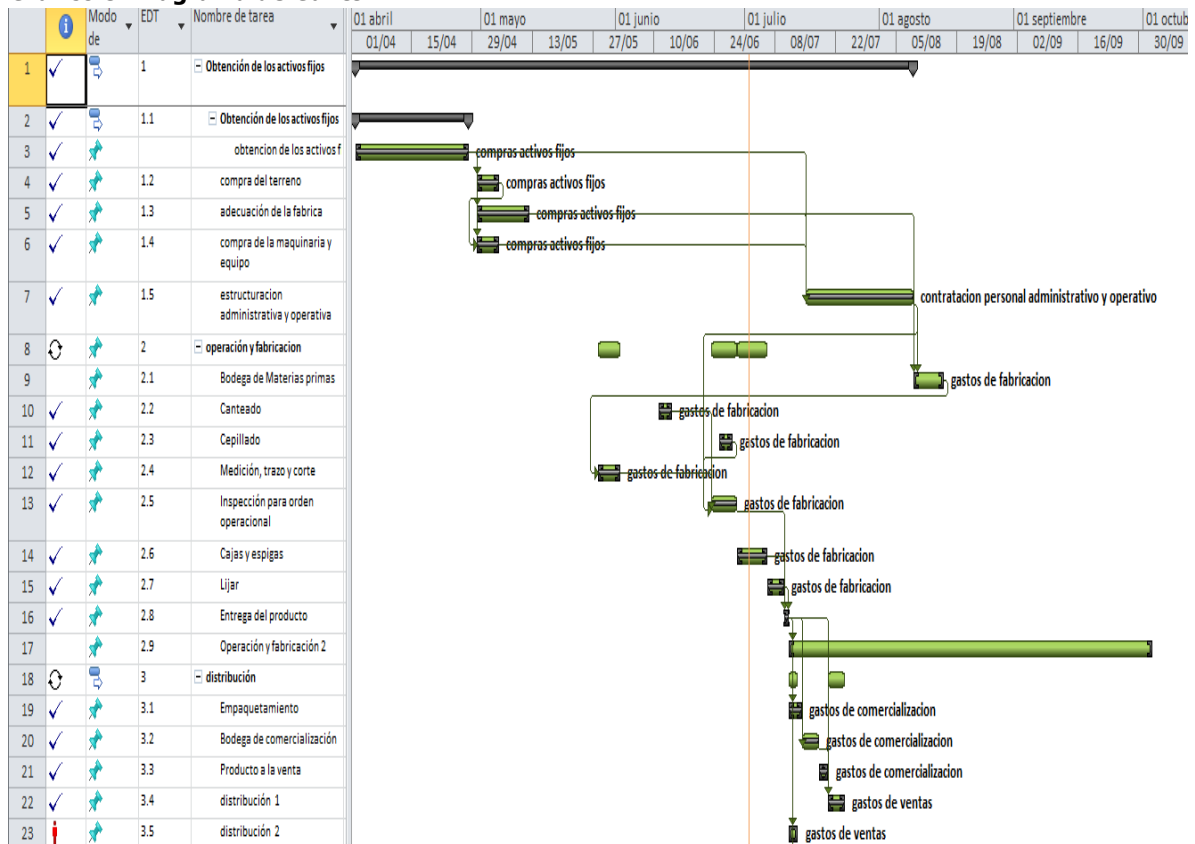 Modo de EDT Nombre de tarea 01 abril 01 mayo 01 junio 01 julio 01 agosto 01 septiembre 01 octub
01/04 15/04 29/04 13/05 27/05 10/06 24/06 08/07 22/07 05/08 19/08 02/09 16/09 30/09
1 1 Obtención de los activos fijos
2 1.1 Obtención de los activos fijos
3 obtencion de los activos f compras activos fijos
4 1.2 compra del terreno compras activos fijos
5 1.3 adecuación de la fabrica compras activos fijos
6 1.4 compra de la maquinaria y compras activos fijos
equipo
7 1.5 estructuracion contratacion personal administrativo y operativo
administrativa y operativa
8 2 operación y fabricacion
9 2.1 Bodega de Materias primas gastos de fabricacion
10 2.2 Canteado gastos de fabricacion
11 2.3 Cepillado gastos de fabricacion
12 2.4 Medición, trazo y corte gastos de fabricacion
13 2.5 Inspección para orden gastos de fabricacion
operacional
14 2.6 Cajas y espigas gastos de fabricacion
15 2.7 Lijar gastos de fabricacion
16 2.8 Entrega del producto
17 2.9 Operación y fabricación 2
18 3 distribución
19 3.1 Empaquetamiento gastos de comercializacion
20 3.2 Bodega de comercialización gastos de comercializacion
21 3.3 Producto a la venta gastos de comercializacion
22 3.4 distribución 1 gastos de ventas
23 3.5 distribución 2 gastos de ventas